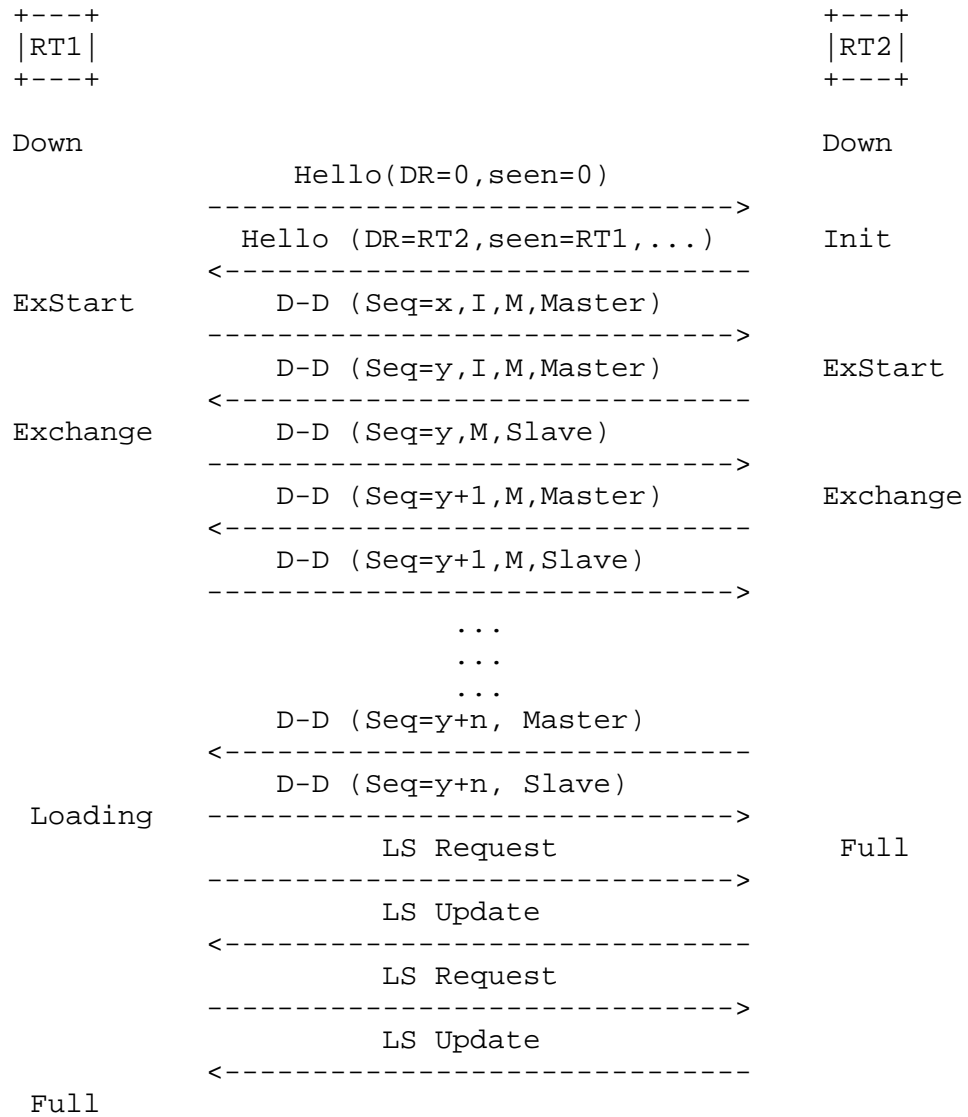 +---+                                         +---+
|RT1|                                         |RT2|
+---+                                         +---+
Down                                          Down
                Hello(DR=0,seen=0)
           ------------------------------>
             Hello (DR=RT2,seen=RT1,...)      Init
           <------------------------------
ExStart        D-D (Seq=x,I,M,Master)
           ------------------------------>
               D-D (Seq=y,I,M,Master)         ExStart
           <------------------------------
Exchange       D-D (Seq=y,M,Slave)
           ------------------------------>
               D-D (Seq=y+1,M,Master)         Exchange
           <------------------------------
               D-D (Seq=y+1,M,Slave)
           ------------------------------>
                         ...
                         ...
                         ...
               D-D (Seq=y+n, Master)
           <------------------------------
               D-D (Seq=y+n, Slave)
 Loading   ------------------------------>
                     LS Request                Full
           ------------------------------>
                     LS Update
           <------------------------------
                     LS Request
           ------------------------------>
                     LS Update
           <------------------------------
 Full